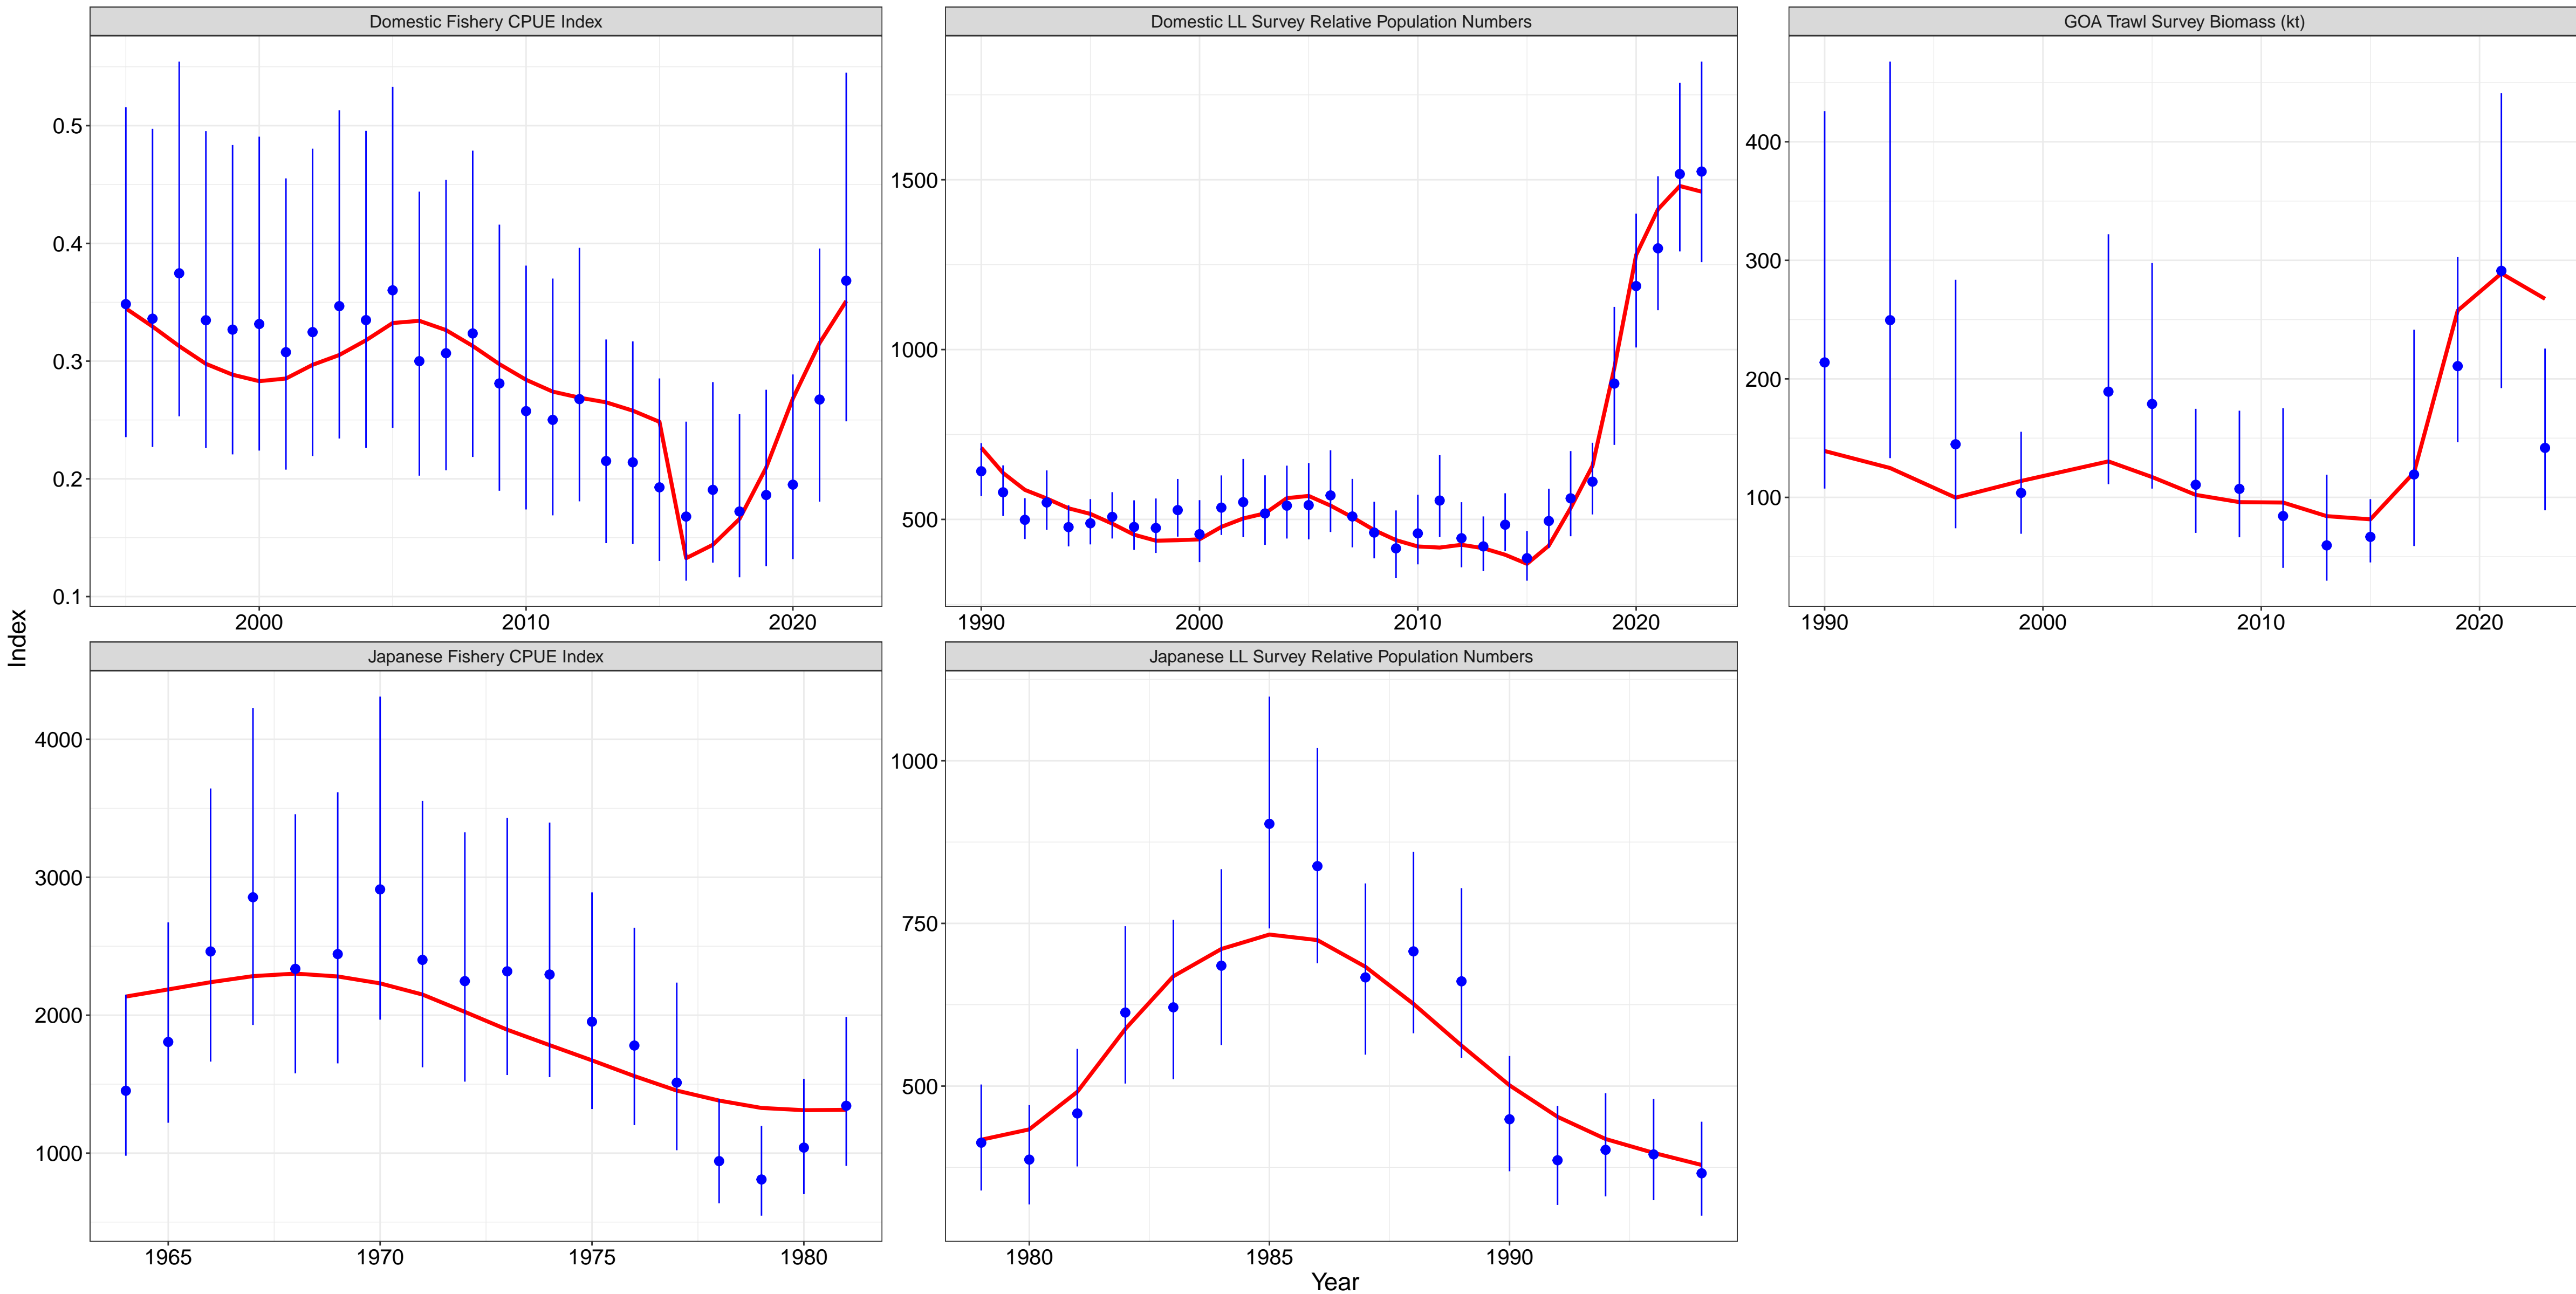 Domestic Fishery CPUE Index
Domestic LL Survey Relative Population Numbers
GOA Trawl Survey Biomass (kt)
0.5
0.4
0.3
0.2
0.1
2000 2010 2020
1500
1000
500
1990 2000 2010 2020
400
300
200
100
1990 2000 2010 2020
Index
Japanese Fishery CPUE Index
Japanese LL Survey Relative Population Numbers
4000
3000
2000
1000
1965 1970 1975 1980
1000
750
500
1980 1985 1990
Year